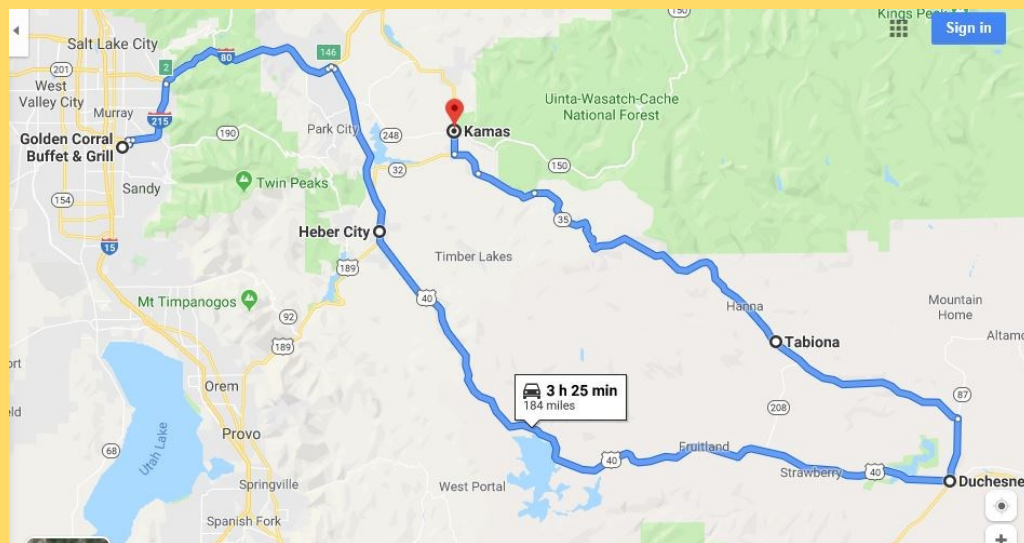 150
Kings Peak
Sign in
Salt Lake City
146
80
2
201
West
Valley City
Murray
215
Golden Corral
Buffet & Grill
190
Park City
248
Kamas
Uinta-Wasatch-Cache
National Forest
150
32
Sandy
Twin Peaks
154
35
Heber City
15
Timber Lakes
189
40
Mt Timpanogos
92
189
Hanna
Mountain
Home
Altamo
Tabiona
ort
3 h 25 min
184 miles
Orem
87
208
eld
Provo
68
Utah Lake
Fruitland
40
Strawberry
40
Duchesne
Springville
West Portal
Spanish Fork